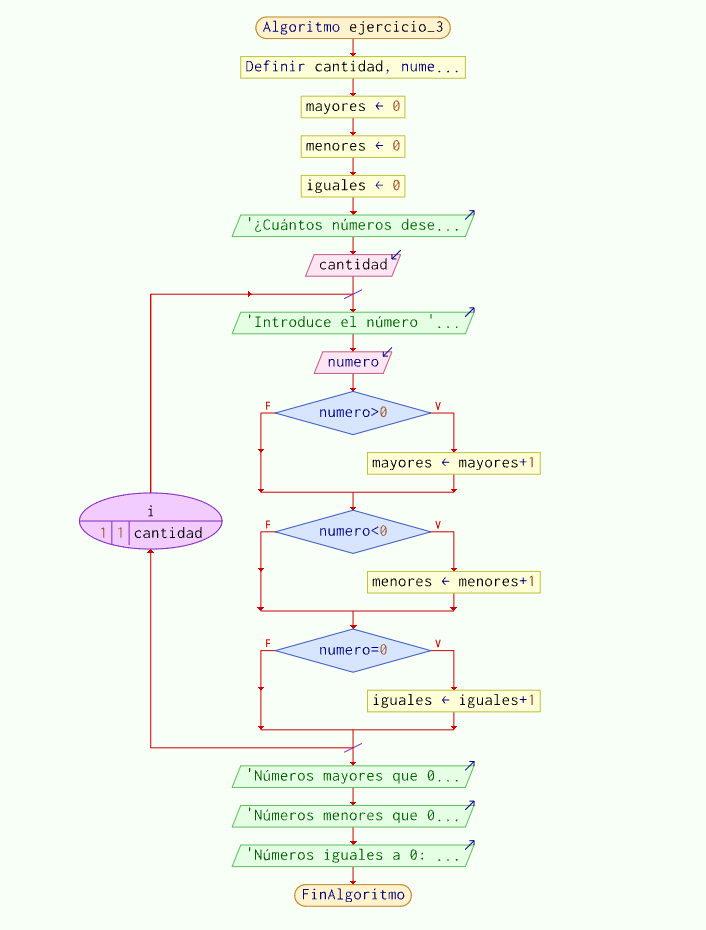 Algoritmo ejercicio_3
Definir cantidad, nume...
mayores ← 0
menores ← 0
iguales ← 0
'¿Cuántos números dese...
cantidad
'Introduce el número '...
numero
numero>0
F
V
mayores ← mayores+1
i
1 1 cantidad
numero<0
F
V
menores ← menores+1
numero=0
F
V
iguales ← iguales+1
'Números mayores que 0...
'Números menores que 0...
'Números iguales a 0: ...
FinAlgoritmo